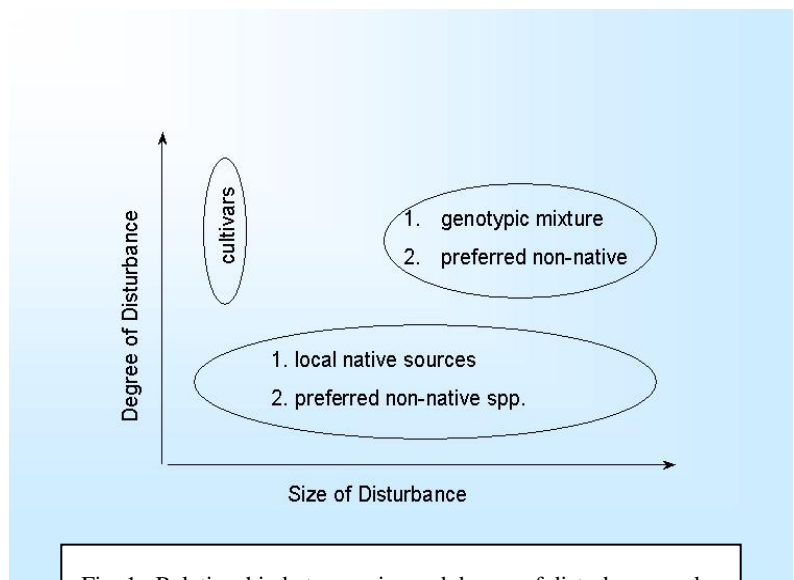 Degree of Disturbance
cultivars
1. genotypic mixture
2. preferred non-native
1. local native sources
2. preferred non-native spp.
Size of Disturbance